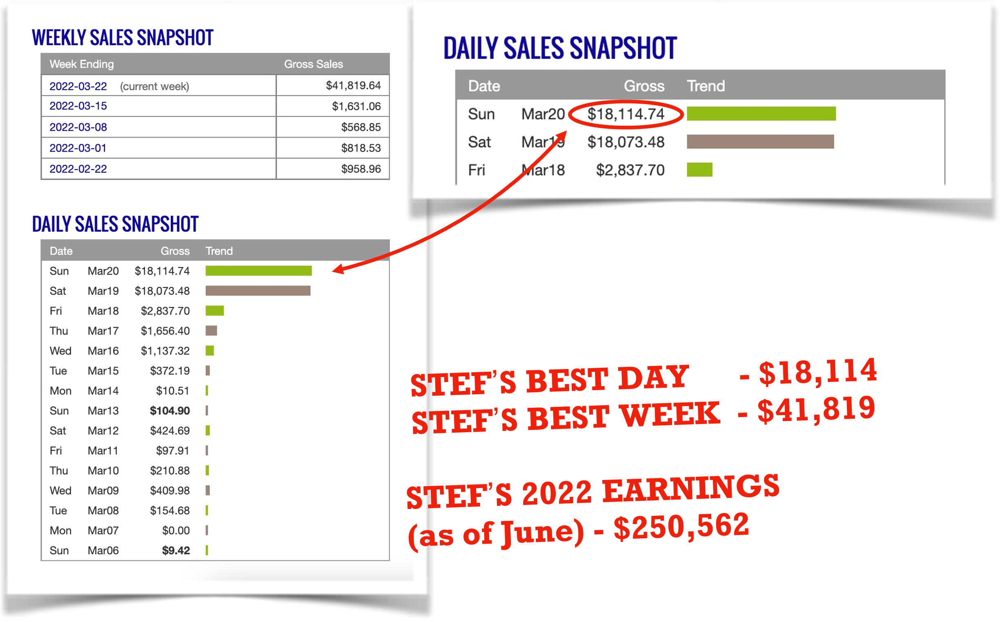 WEEKLY SALES SNAPSHOT
Week Ending Gross Sales
2022-03-22 (current week) $41,819.64
2022-03-15 $1,631.06
2022-03-08 $568.85
2022-03-01 $818.53
2022-02-22 $958.96
DAILY SALES SNAPSHOT
Date Gross Trend
Sun Mar20 $18,114.74
Sat Mar19 $18,073.48
Fri Mar18 $2,837.70
Thu Mar17 $1,656.40
Wed Mar16 $1,137.32
Tue Mar15 $372.19
Mon Mar14 $10.51
Sun Mar13 $104.90
Sat Mar12 $424.69
Fri Mar11 $97.91
Thu Mar10 $210.88
Wed Mar09 $409.98
Tue Mar08 $154.68
Mon Mar07 $0.00
Sun Mar06 $9.42
DAILY SALES SNAPSHOT
Date Gross Trend
Sun Mar20 $18,114.74
Sat Mar19 $18,073.48
Fri Mar18 $2,837.70
STEF’S BEST DAY - $18,114
STEF’S BEST WEEK - $41,819
STEF’S 2022 EARNINGS
(as of June) - $250,562